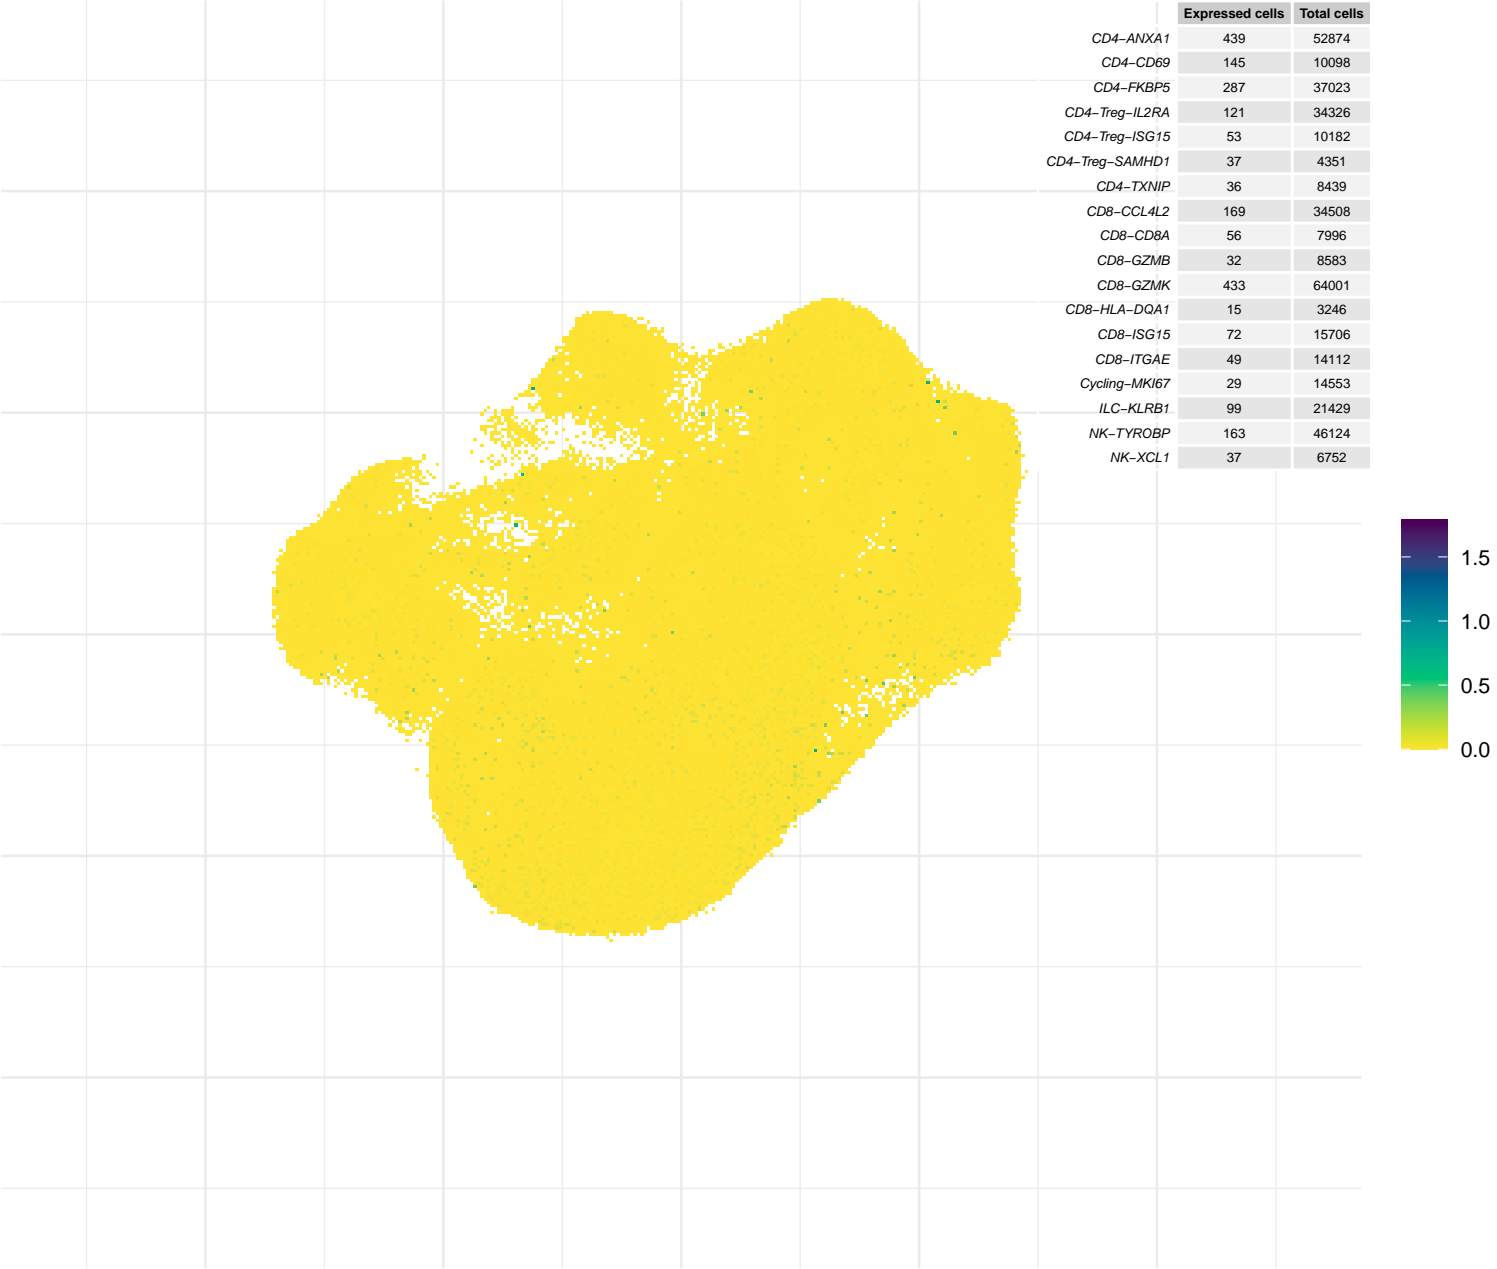 Expressed cells Total cells
CD4−ANXA1 439 52874
CD4−CD69 145 10098
CD4−FKBP5 287 37023
CD4−Treg−IL2RA 121 34326
CD4−Treg−ISG15 53 10182
CD4−Treg−SAMHD1 37 4351
CD4−TXNIP 36 8439
CD8−CCL4L2 169 34508
CD8−CD8A 56 7996
CD8−GZMB 32 8583
CD8−GZMK 433 64001
CD8−HLA−DQA1 15 3246
CD8−ISG15 72 15706
CD8−ITGAE 49 14112
Cycling−MKI67 29 14553
ILC−KLRB1 99 21429
NK−TYROBP 163 46124
NK−XCL1 37 6752
1.5
1.0
0.5
0.0